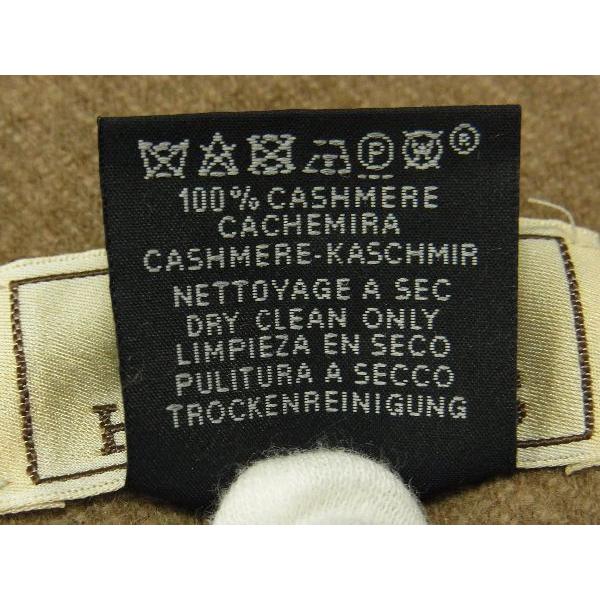 P ®
100% CASHMERE
CACHEMIRA
CASHMERE-KASCHMIR
NETTOYAGE A SEC
DRY CLEAN ONLY
LIMPIEZA EN SECO
PULITURA A SECCO
TROCKENREINIGUNG